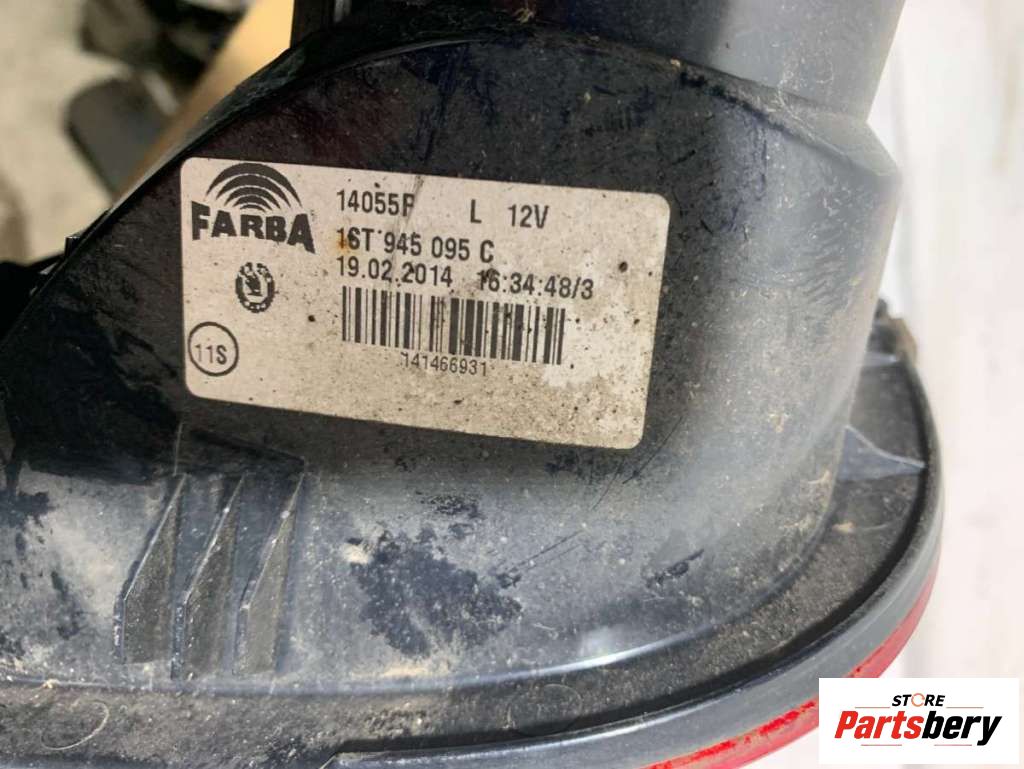 FARBA
14055F L 12V
16T 945 095 C
19.02.2014 16:34:48/3
141466931
11S
STORE
Partsbery